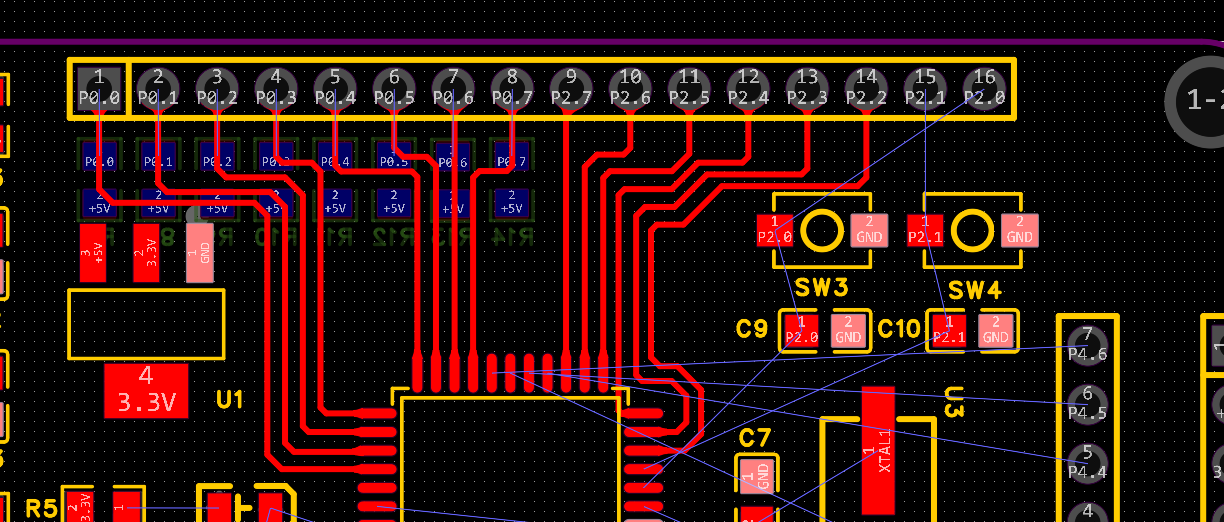 1 2 3 4 5 6 7 8 9 10 11 12 13 14 15 16
P0.0 P0.1 P0.2 P0.3 P0.4 P0.5 P0.6 P0.7 P2.7 P2.6 P2.5 P2.4 P2.3 P2.2 P2.1 P2.0
P0.0 P0.1 P0.2 P0.3 P0.4 P0.5 P0.6 P0.7
2 2 2 2 2 2 2 2
+5V +5V +5V +5V +5V +5V +5V +5V
R10 R11 R12 R13 R14
3 +5V
2 3.3V
1 GND
4
3.3V
U1
1 2 1 2
P2.0 GND P2.1 GND
SW3 SW4
C9
1 2
P2.0 GND
C10
1 2
P2.1 GND
7
P4.6
6
P4.5
5
P4.4
4
U3
1 XTAL1
C7
1 GND
R5
2 3.3V
1